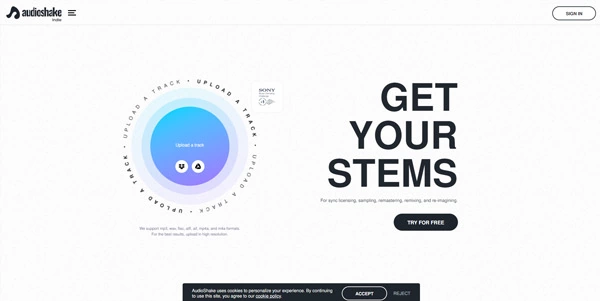 audioshake
indie
SIGN IN
UPLOAD A TRACK • UPLOAD A TRACK • UPLOAD A TRACK • UPLOAD A TRACK •
SONY
Upload a track
GET
YOUR
STEMS
For sync licensing, sampling, remastering, remixing, and re-imagining.
TRY FOR FREE
We support mp3, wav, flac, aiff, aif, mp4a, and m4a formats.
For the best results, upload in high resolution.
AudioShake uses cookies to personalize your experience. By continuing
to use this site, you agree to our cookie policy.
ACCEPT
REJECT